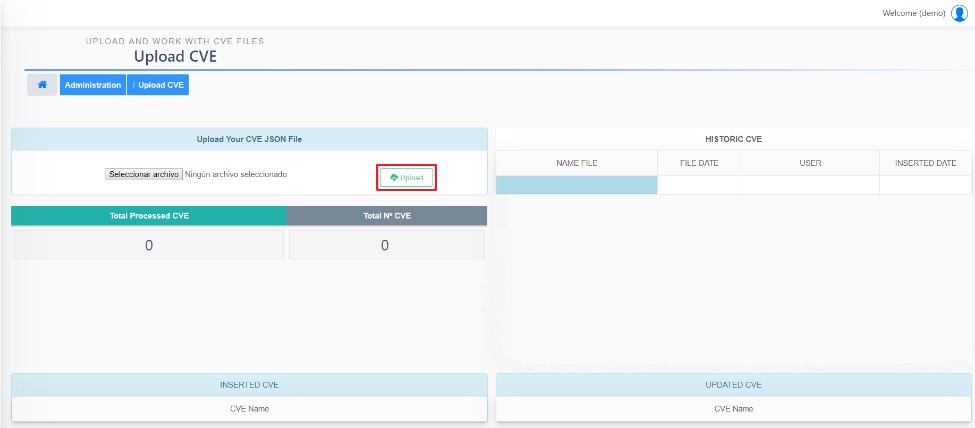 Welcome (demo)
UPLOAD AND WORK WITH CVE FILES
Upload CVE
Administration / Upload CVE
Upload Your CVE JSON File
Seleccionar archivo Ningún archivo seleccionado
Upload
Total Processed CVE Total Nº CVE
0 0
HISTORIC CVE
NAME FILE FILE DATE USER INSERTED DATE
INSERTED CVE
CVE Name
UPDATED CVE
CVE Name